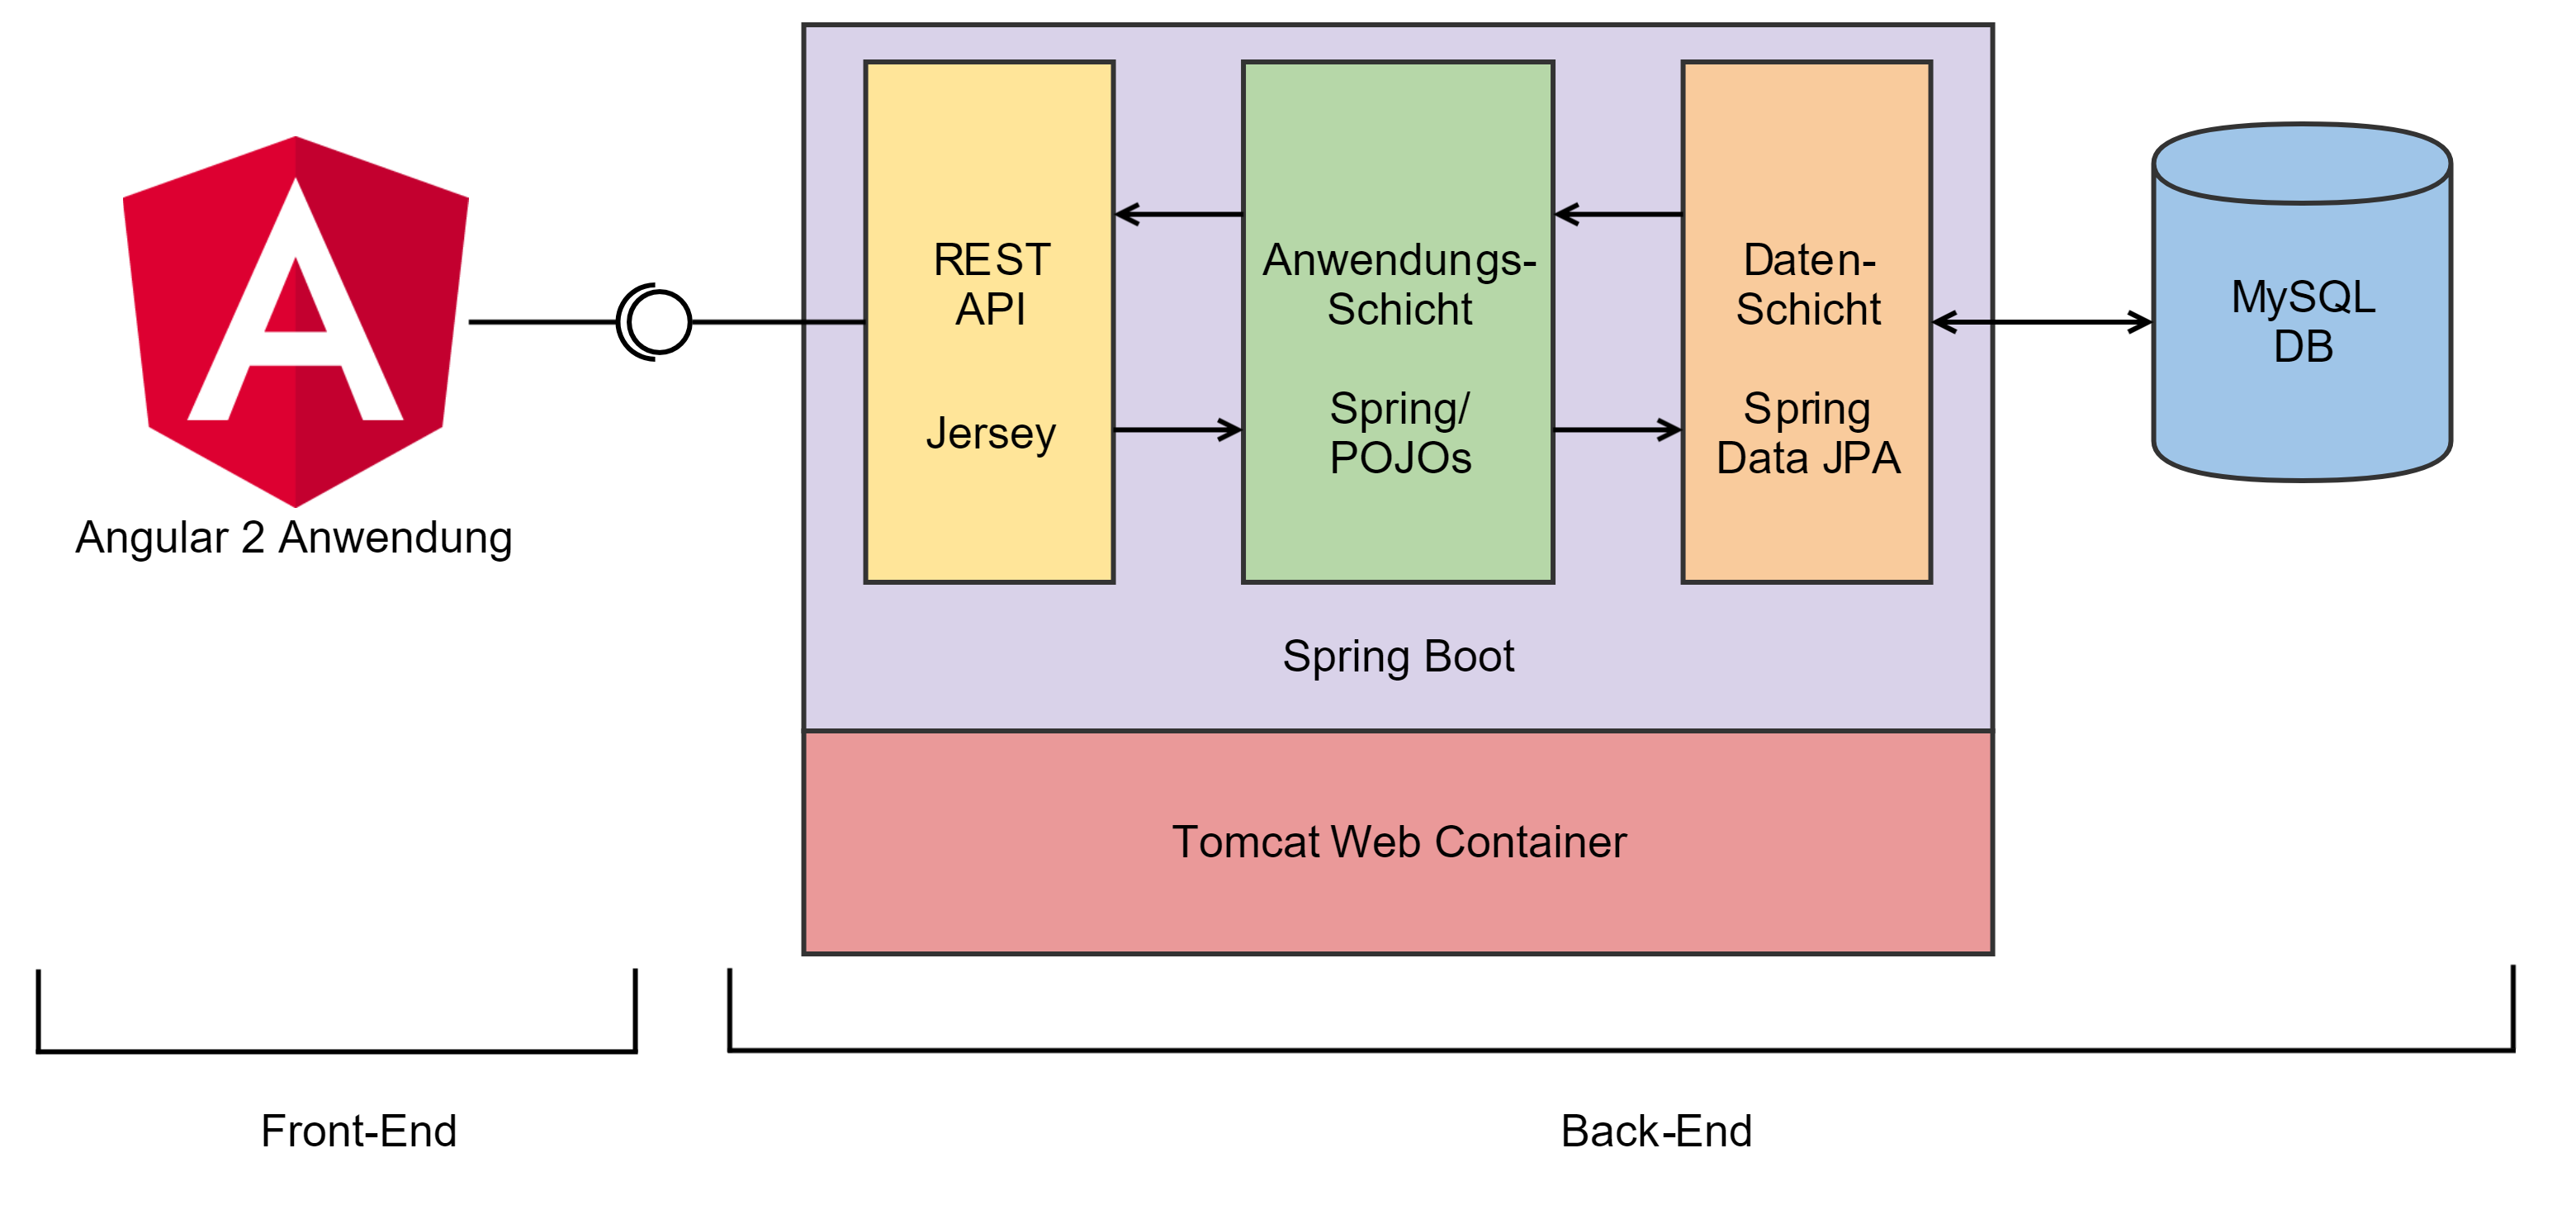 Angular 2 Anwendung
REST
API
Jersey
Anwendungs-
Schicht
Spring/
POJOs
Daten-
Schicht
Spring
Data JPA
MySQL
DB
Spring Boot
Tomcat Web Container
Front-End
Back-End